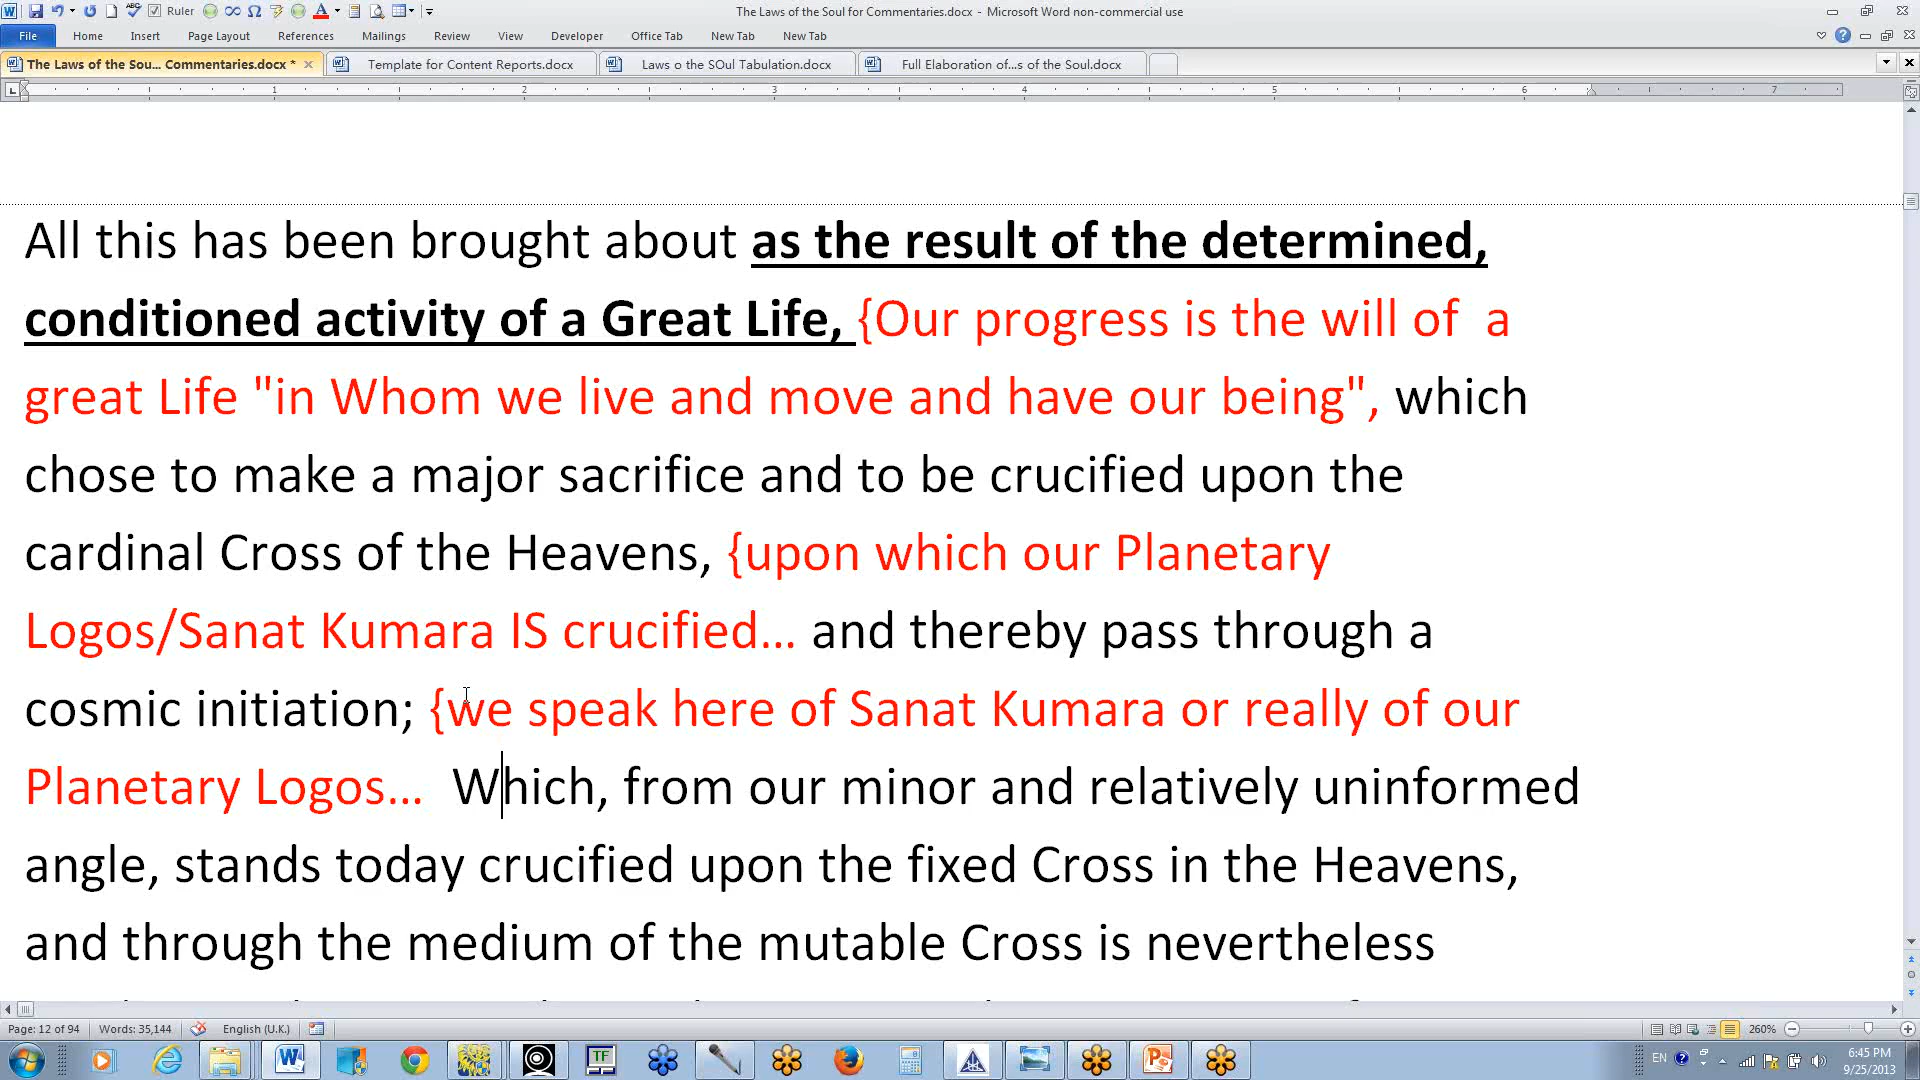 The Laws of the Soul for Commentaries.docx - Microsoft Word non-commercial use
Ruler
File Home Insert Page Layout References Mailings Review View Developer Office Tab New Tab New Tab
The Laws of the Sou... Commentaries.docx * Template for Content Reports.docx Laws o the SOul Tabulation.docx Full Elaboration of...s of the Soul.docx
1 2 3 4 5 6 7
All this has been brought about as the result of the determined,
conditioned activity of a Great Life, {Our progress is the will of  a
great Life "in Whom we live and move and have our being", which
chose to make a major sacrifice and to be crucified upon the
cardinal Cross of the Heavens, {upon which our Planetary
Logos/Sanat Kumara IS crucified... and thereby pass through a
cosmic initiation; {we speak here of Sanat Kumara or really of our
Planetary Logos...  Which, from our minor and relatively uninformed
angle, stands today crucified upon the fixed Cross in the Heavens,
and through the medium of the mutable Cross is nevertheless
Page: 12 of 94 Words: 35,144 English (U.K.) 260%
TF EN 6:45 PM
9/25/2013